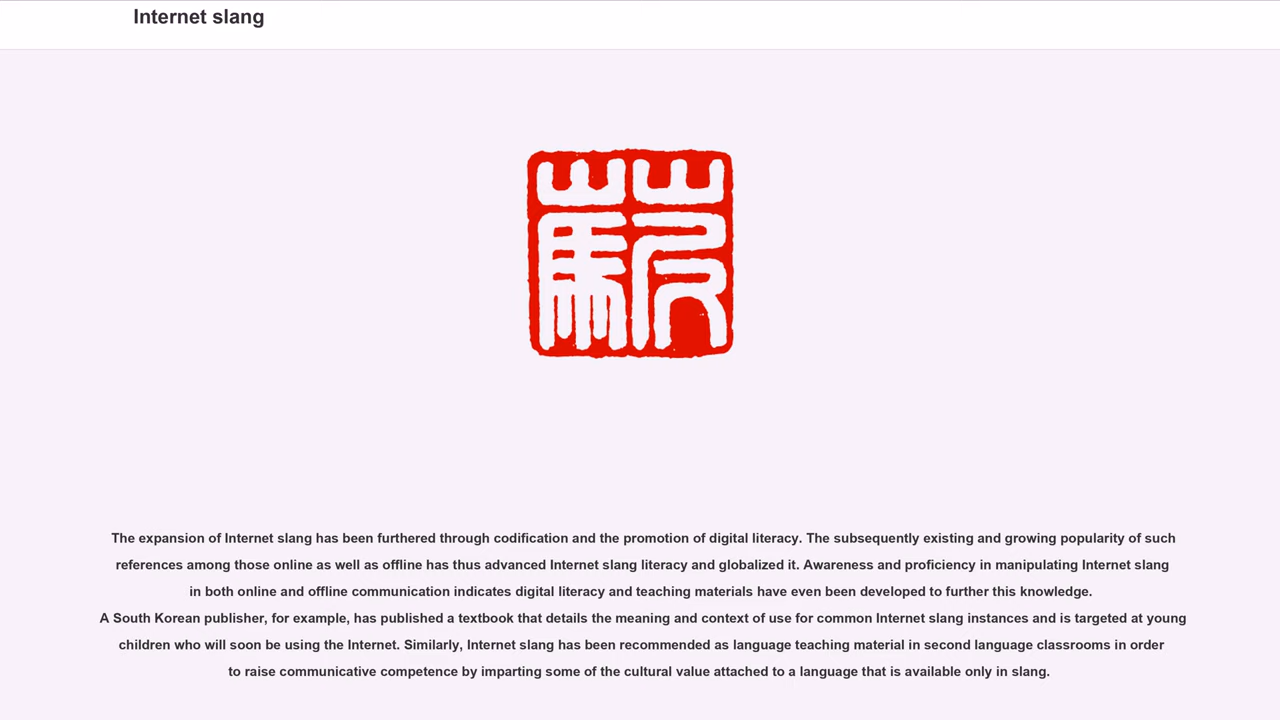 Internet slang
The expansion of Internet slang has been furthered through codification and the promotion of digital literacy. The subsequently existing and growing popularity of such
references among those online as well as offline has thus advanced Internet slang literacy and globalized it. Awareness and proficiency in manipulating Internet slang
in both online and offline communication indicates digital literacy and teaching materials have even been developed to further this knowledge.
A South Korean publisher, for example, has published a textbook that details the meaning and context of use for common Internet slang instances and is targeted at young
children who will soon be using the Internet. Similarly, Internet slang has been recommended as language teaching material in second language classrooms in order
to raise communicative competence by imparting some of the cultural value attached to a language that is available only in slang.